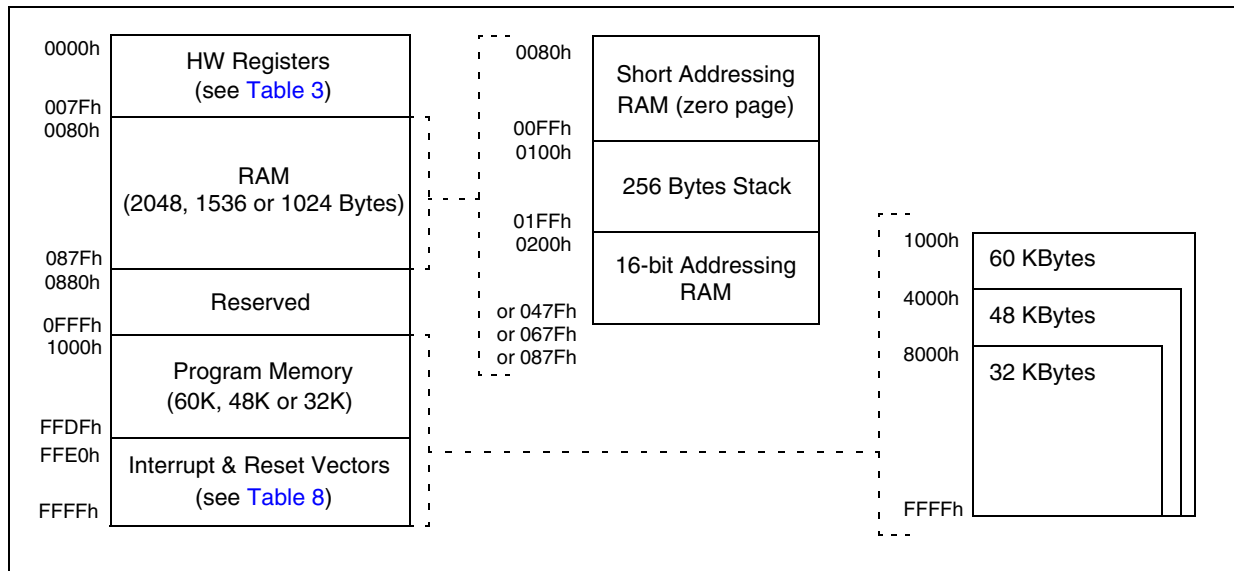 0000h
HW Registers
(see Table 3)
007Fh
0080h
RAM
(2048, 1536 or 1024 Bytes)
087Fh
0880h
Reserved
0FFFh
1000h
Program Memory
(60K, 48K or 32K)
FFDFh
FFE0h
Interrupt & Reset Vectors
(see Table 8)
FFFFh
0080h
Short Addressing
RAM (zero page)
00FFh
0100h
256 Bytes Stack
01FFh
0200h
16-bit Addressing
RAM
or 047Fh
or 067Fh
or 087Fh
1000h
60 KBytes
4000h
48 KBytes
8000h
32 KBytes
FFFFh